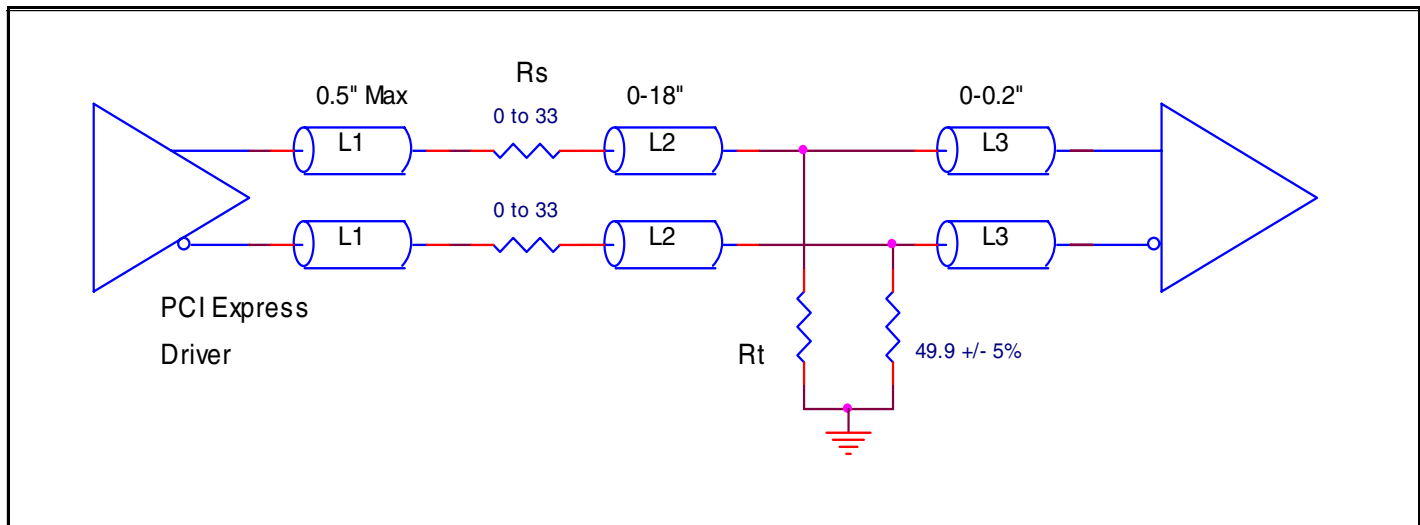 Rs
0.5" Max
0-18"
0-0.2"
0 to 33
L1
L2
L3
0 to 33
L1
L2
L3
PCI Express
Driver
Rt
49.9 +/- 5%